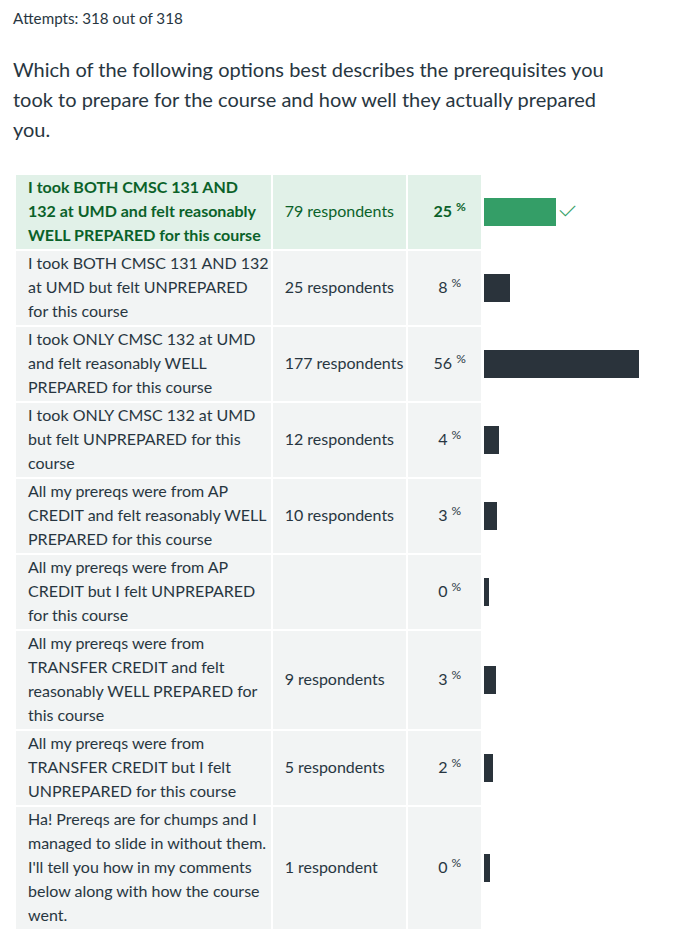 Attempts: 318 out of 318
Which of the following options best describes the prerequisites you
took to prepare for the course and how well they actually prepared
you.
I took BOTH CMSC 131 AND
132 at UMD and felt reasonably
WELL PREPARED for this course
79 respondents
25 %
I took BOTH CMSC 131 AND 132
at UMD but felt UNPREPARED
for this course
25 respondents
8 %
I took ONLY CMSC 132 at UMD
and felt reasonably WELL
PREPARED for this course
177 respondents
56 %
I took ONLY CMSC 132 at UMD
but felt UNPREPARED for this
course
12 respondents
4 %
All my prereqs were from AP
CREDIT and felt reasonably WELL
PREPARED for this course
10 respondents
3 %
All my prereqs were from AP
CREDIT but I felt UNPREPARED
for this course
0 %
All my prereqs were from
TRANSFER CREDIT and felt
reasonably WELL PREPARED for
this course
9 respondents
3 %
All my prereqs were from
TRANSFER CREDIT but I felt
UNPREPARED for this course
5 respondents
2 %
Ha! Prereqs are for chumps and I
managed to slide in without them.
I'll tell you how in my comments
below along with how the course
went.
1 respondent
0 %